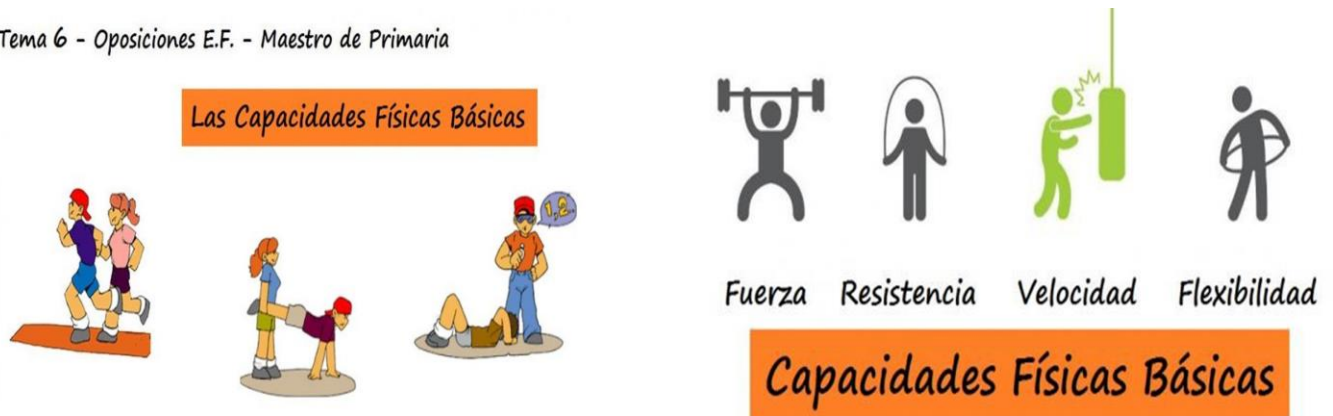 Tema 6 - Oposiciones E.F. - Maestro de Primaria
Las Capacidades Físicas Básicas
1,2..
Fuerza Resistencia Velocidad Flexibilidad
Capacidades Físicas Básicas